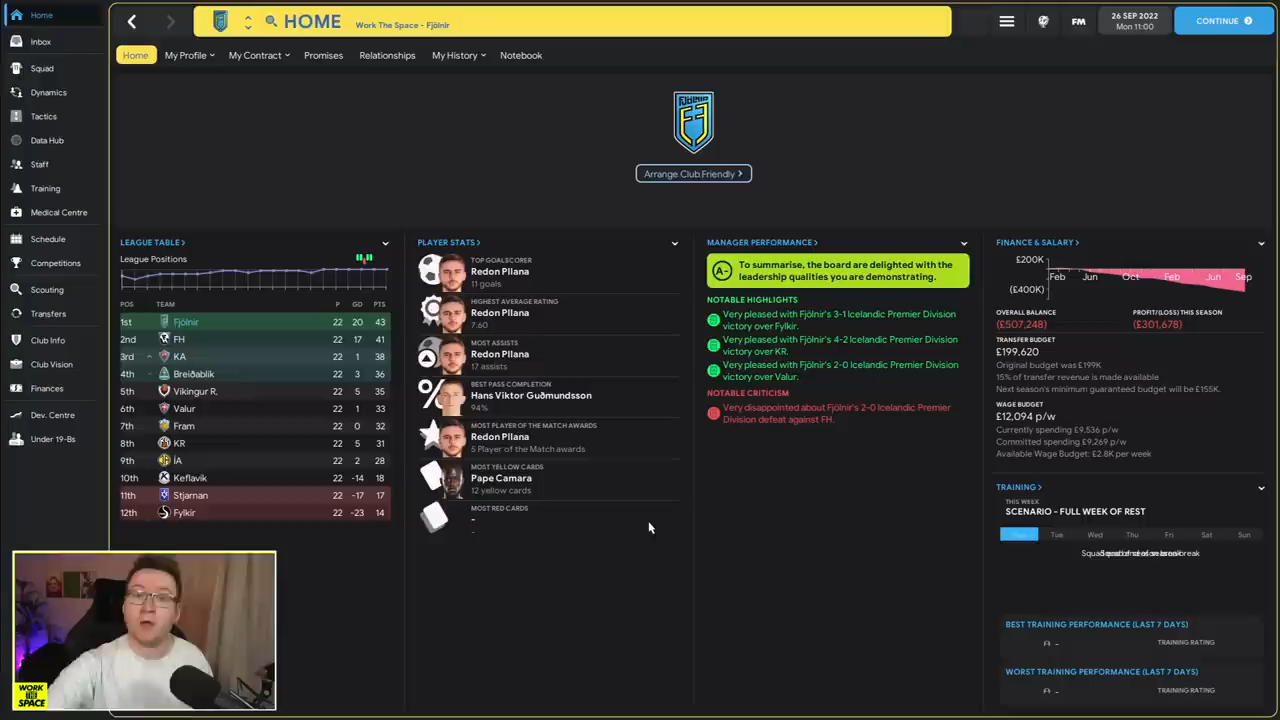 Home
Inbox
Squad
Dynamics
Tactics
Data Hub
Staff
Training
Medical Centre
Schedule
Competitions
Scouting
Transfers
Club Info
Club Vision
Finances
Dev. Centre
Under 19-Bs
HOME Work The Space - Fjölnir
FM
26 SEP 2022
Mon 11:00
CONTINUE
Home My Profile My Contract Promises Relationships My History Notebook
Fjölnir
Arrange Club Friendly >
LEAGUE TABLE >
League Positions
POS TEAM P GD PTS
1st Fjölnir 22 20 43
2nd FH 22 17 41
3rd KA 22 1 38
4th Breiðablik 22 3 36
5th Víkingur R. 22 5 35
6th Valur 22 1 33
7th Fram 22 0 32
8th KR 22 5 31
9th ÍA 22 2 28
10th Keflavík 22 -14 18
11th Stjarnan 22 -17 17
12th Fylkir 22 -23 14
PLAYER STATS >
TOP GOALSCORER
Redon Pllana
11 goals
HIGHEST AVERAGE RATING
Redon Pllana
7.60
MOST ASSISTS
Redon Pllana
17 assists
BEST PASS COMPLETION
Hans Viktor Guðmundsson
94%
MOST PLAYER OF THE MATCH AWARDS
Redon Pllana
5 Player of the Match awards
MOST YELLOW CARDS
Pape Camara
12 yellow cards
MOST RED CARDS
-
-
MANAGER PERFORMANCE >
A-
To summarise, the board are delighted with the
leadership qualities you are demonstrating.
NOTABLE HIGHLIGHTS
Very pleased with Fjölnir's 3-1 Icelandic Premier Division
victory over Fylkir.
Very pleased with Fjölnir's 4-2 Icelandic Premier Division
victory over KR.
Very pleased with Fjölnir's 2-0 Icelandic Premier Division
victory over Valur.
NOTABLE CRITICISM
Very disappointed about Fjölnir's 2-0 Icelandic Premier
Division defeat against FH.
FINANCE & SALARY >
£200K
(£400K)
Feb Jun Oct Feb Jun Sep
OVERALL BALANCE PROFIT/(LOSS) THIS SEASON
(£507,248) (£301,678)
TRANSFER BUDGET
£199,620
Original budget was £199K
15% of transfer revenue is made available
Next season's minimum guaranteed budget will be £155K.
WAGE BUDGET
£12,094 p/w
Currently spending £9,536 p/w
Committed spending £9,269 p/w
Available Wage Budget: £2.8K per week
TRAINING >
THIS WEEK
SCENARIO - FULL WEEK OF REST
Tue Wed Thu Fri Sat Sun
BEST TRAINING PERFORMANCE (LAST 7 DAYS)
- TRAINING RATING
WORST TRAINING PERFORMANCE (LAST 7 DAYS)
- TRAINING RATING
WORK
THE
SPACE